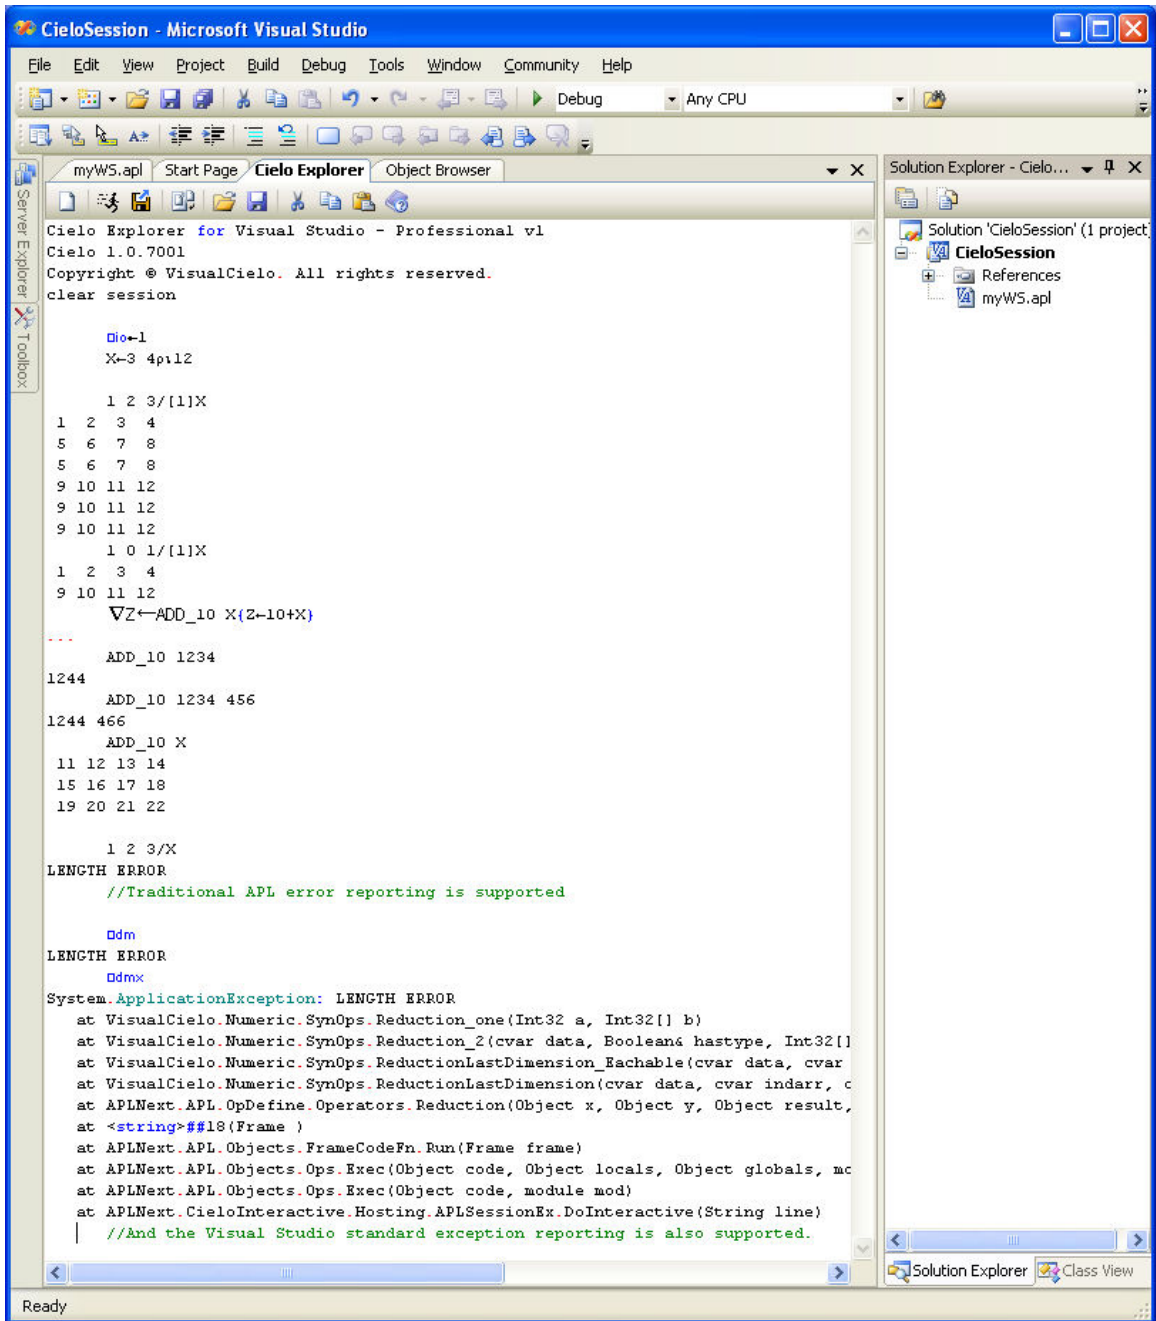 CieloSession - Microsoft Visual Studio
File Edit View Project Build Debug Tools Window Community Help
Debug Any CPU
myWS.apl Start Page Cielo Explorer Object Browser
Solution Explorer - Cielo...
Server Explorer
Toolbox
Cielo Explorer for Visual Studio - Professional v1
Cielo 1.0.7001
Copyright © VisualCielo. All rights reserved.
clear session
⎕io←1
X←3 4⍴⍳12
1 2 3/[1]X
1 2 3 4
5 6 7 8
5 6 7 8
9 10 11 12
9 10 11 12
9 10 11 12
1 0 1/[1]X
1 2 3 4
9 10 11 12
∇Z←ADD_10 X{Z←10+X}
...
ADD_10 1234
1244
ADD_10 1234 456
1244 466
ADD_10 X
11 12 13 14
15 16 17 18
19 20 21 22
1 2 3/X
LENGTH ERROR
//Traditional APL error reporting is supported
⎕dm
LENGTH ERROR
⎕dmx
System.ApplicationException: LENGTH ERROR
at VisualCielo.Numeric.SynOps.Reduction_one(Int32 a, Int32[] b)
at VisualCielo.Numeric.SynOps.Reduction_2(cvar data, Boolean& hastype, Int32[]
at VisualCielo.Numeric.SynOps.ReductionLastDimension_Eachable(cvar data, cvar
at VisualCielo.Numeric.SynOps.ReductionLastDimension(cvar data, cvar indarr, c
at APLNext.APL.OpDefine.Operators.Reduction(Object x, Object y, Object result,
at <string>##18(Frame )
at APLNext.APL.Objects.FrameCodeFn.Run(Frame frame)
at APLNext.APL.Objects.Ops.Exec(Object code, Object locals, Object globals, mo
at APLNext.APL.Objects.Ops.Exec(Object code, module mod)
at APLNext.CieloInteractive.Hosting.APLSessionEx.DoInteractive(String line)
//And the Visual Studio standard exception reporting is also supported.
Solution 'CieloSession' (1 project)
CieloSession
References
myWS.apl
Solution Explorer Class View
Ready